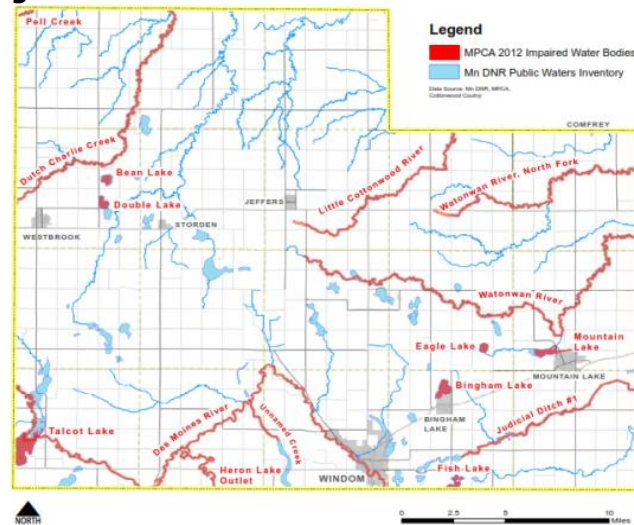 Pell Creek
Legend
MPCA 2012 Impaired Water Bodies
Mn DNR Public Waters Inventory
Data Source: Mn DNR, MPCA,
Cottonwood County
COMFREY
Dutch Charlie Creek
Bean Lake
Double Lake
WESTBROOK
STORDEN
JEFFERS
Little Cottonwood River
Watonwan River, North Fork
Watonwan River
Eagle Lake
Mountain
Lake
MOUNTAIN LAKE
Bingham Lake
BINGHAM
LAKE
Judicial Ditch #1
Talcot Lake
Des Moines River
Unnamed Creek
Heron Lake
Outlet
WINDOM
Fish Lake
NORTH
0 2.5 5 10
Miles